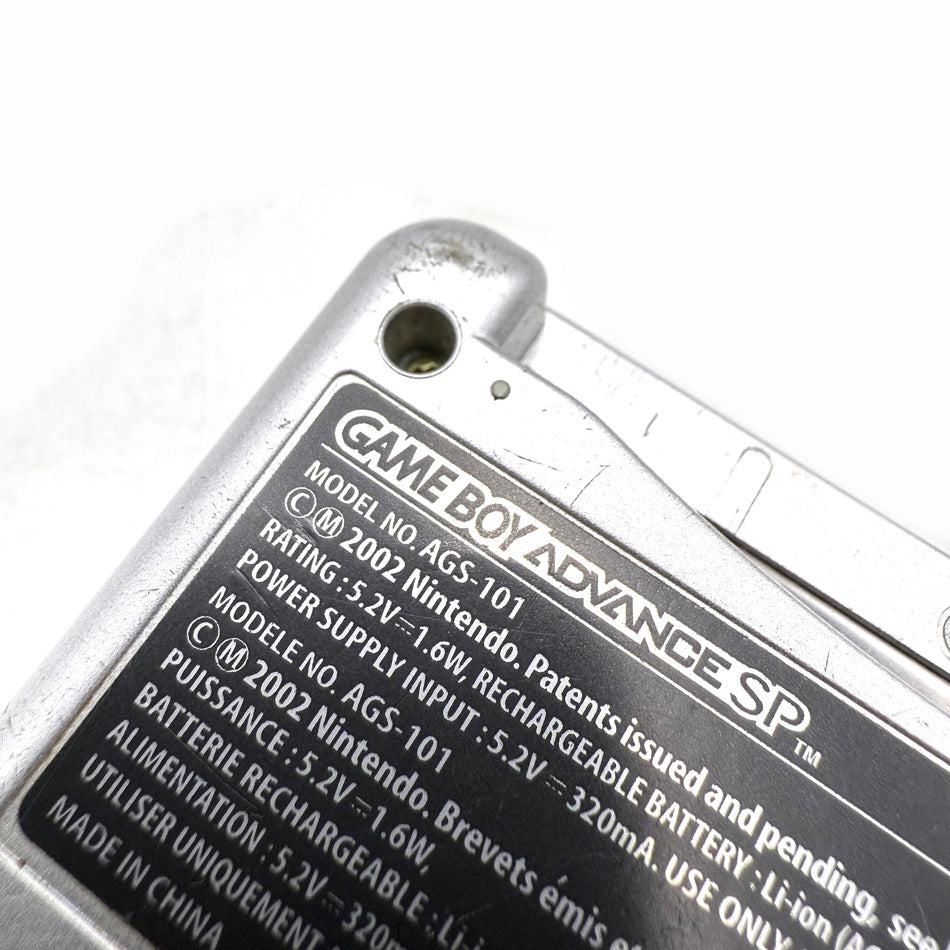 GAME BOY ADVANCE SP™
MODEL NO. AGS-101
Ⓒ Ⓜ 2002 Nintendo. Patents issued and pending, see
RATING : 5.2V⎓1.6W, RECHARGEABLE BATTERY : Li-ion
POWER SUPPLY INPUT : 5.2V ⎓ 320mA. USE ONLY
MODELE NO. AGS-101
Ⓒ Ⓜ 2002 Nintendo. Brevets émis
PUISSANCE : 5.2V⎓1.6W,
BATTERIE RECHARGEABLE : Li-
ALIMENTATION : 5.2V⎓320m
UTILISER UNIQUEMENT
MADE IN CHINA